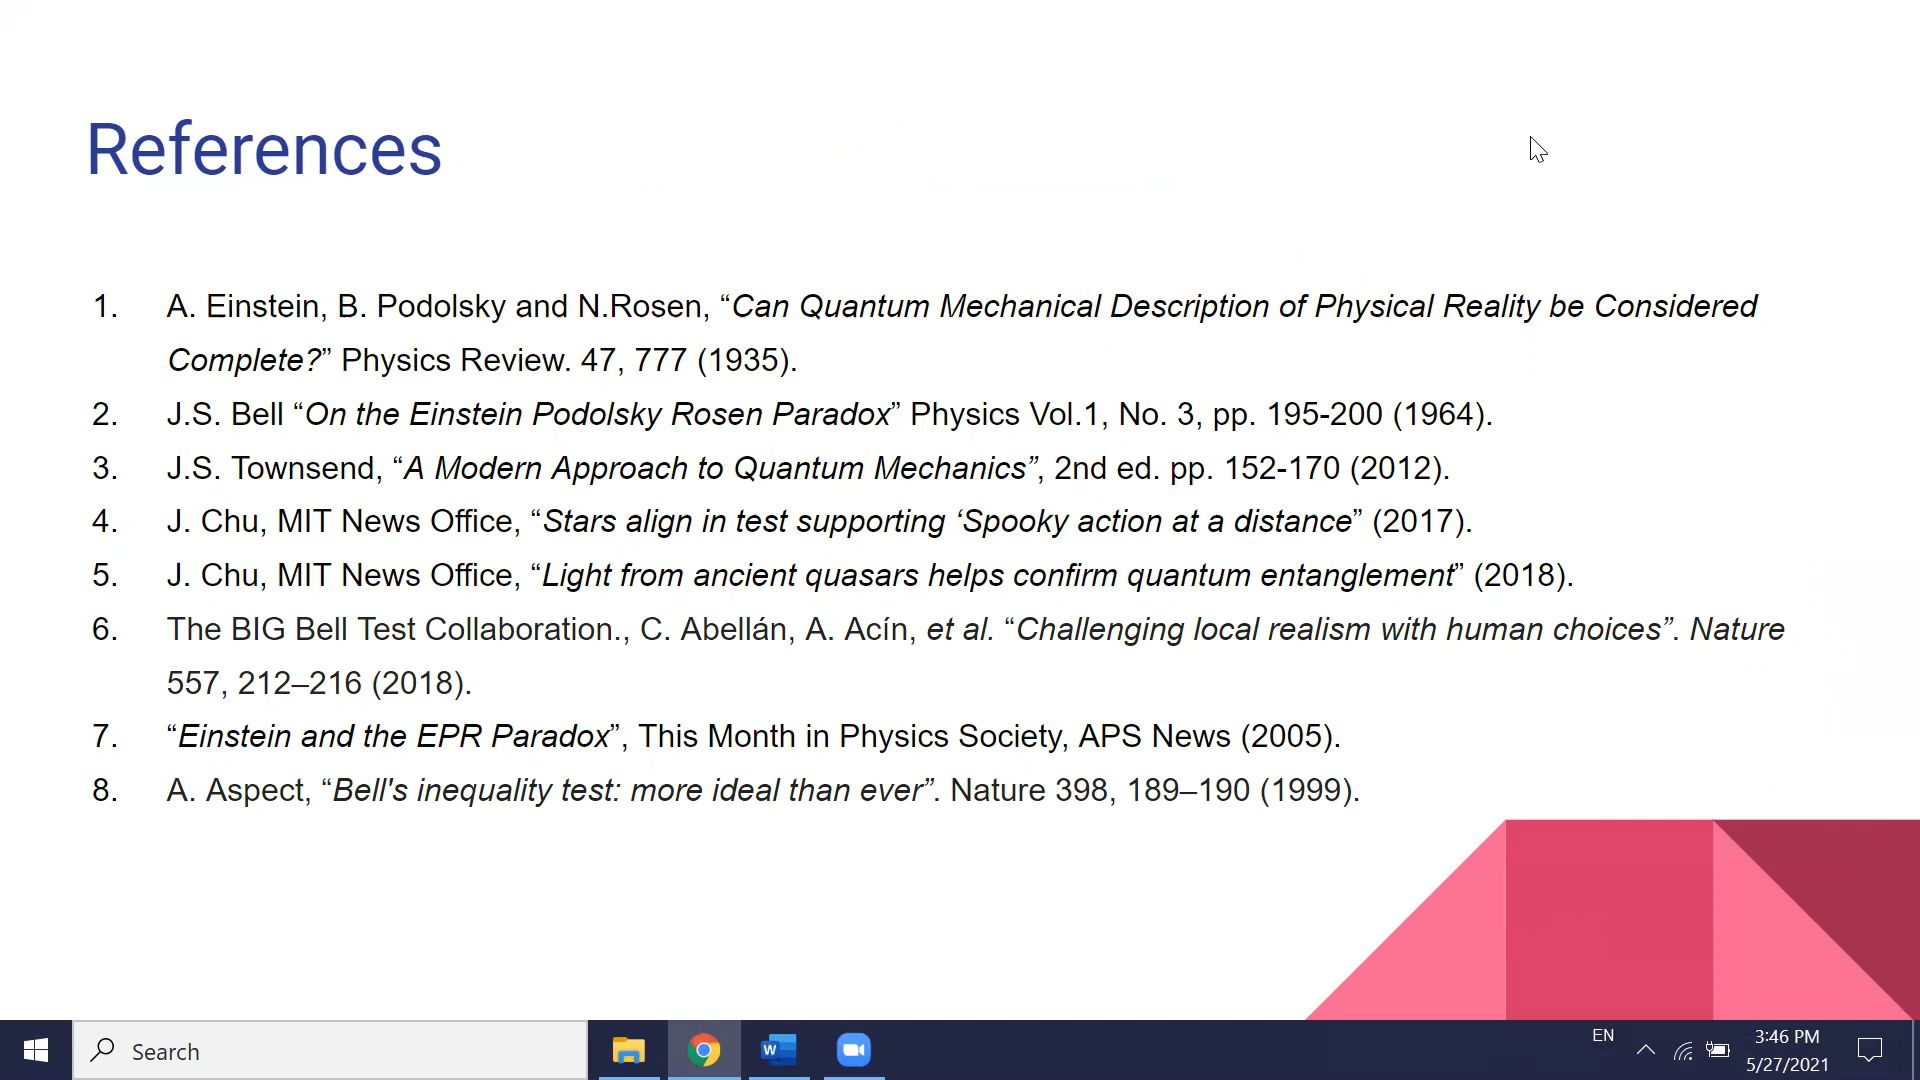 References
1. A. Einstein, B. Podolsky and N.Rosen, “Can Quantum Mechanical Description of Physical Reality be Considered
Complete?” Physics Review. 47, 777 (1935).
2. J.S. Bell “On the Einstein Podolsky Rosen Paradox” Physics Vol.1, No. 3, pp. 195-200 (1964).
3. J.S. Townsend, “A Modern Approach to Quantum Mechanics”, 2nd ed. pp. 152-170 (2012).
4. J. Chu, MIT News Office, “Stars align in test supporting ‘Spooky action at a distance” (2017).
5. J. Chu, MIT News Office, “Light from ancient quasars helps confirm quantum entanglement” (2018).
6. The BIG Bell Test Collaboration., C. Abellán, A. Acín, et al. “Challenging local realism with human choices”. Nature
557, 212–216 (2018).
7. “Einstein and the EPR Paradox”, This Month in Physics Society, APS News (2005).
8. A. Aspect, “Bell's inequality test: more ideal than ever”. Nature 398, 189–190 (1999).
Search
W
EN
3:46 PM
5/27/2021